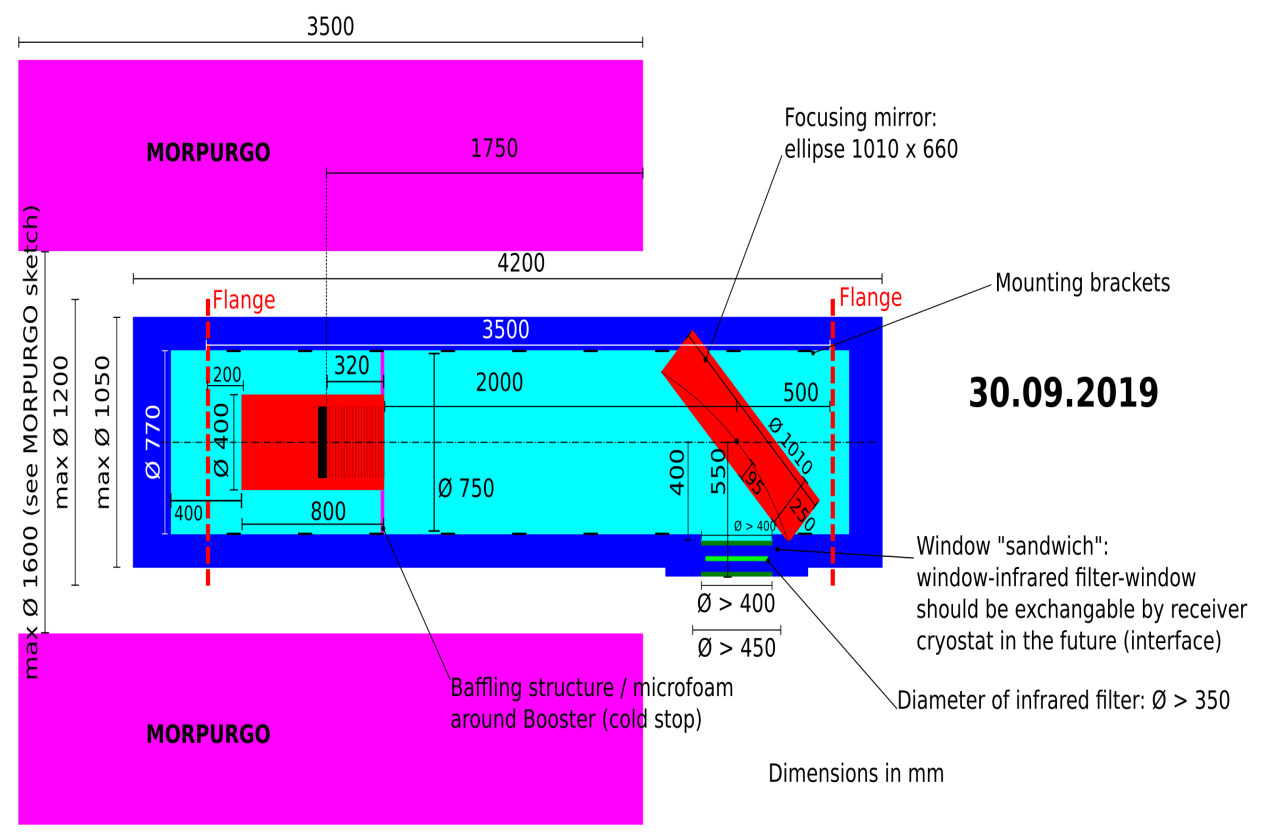 3500
MORPURGO
1750
Focusing mirror:
ellipse 1010 x 660
max Ø 1600 (see MORPURGO sketch)
4200
Mounting brackets
Flange
Flange
3500
max Ø 1200
max Ø 1050
320
200
2000
500
30.09.2019
Ø 770
Ø 400
Ø 1010
400
550
95
Ø 750
250
400
800
Ø > 400
Window "sandwich":
window-infrared filter-window
should be exchangable by receiver
cryostat in the future (interface)
Ø > 400
Ø > 450
Baffling structure / microfoam
around Booster (cold stop)
Diameter of infrared filter: Ø > 350
MORPURGO
Dimensions in mm